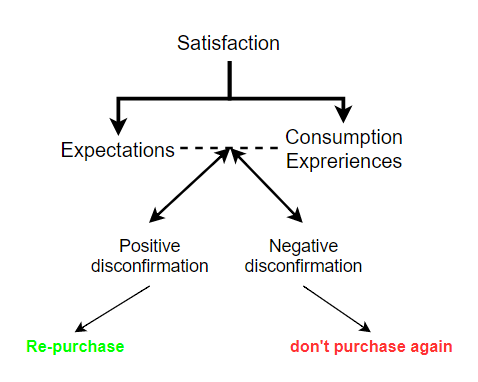 Satisfaction
Expectations
Consumption
Expreriences
Positive
disconfirmation
Negative
disconfirmation
Re-purchase
don't purchase again